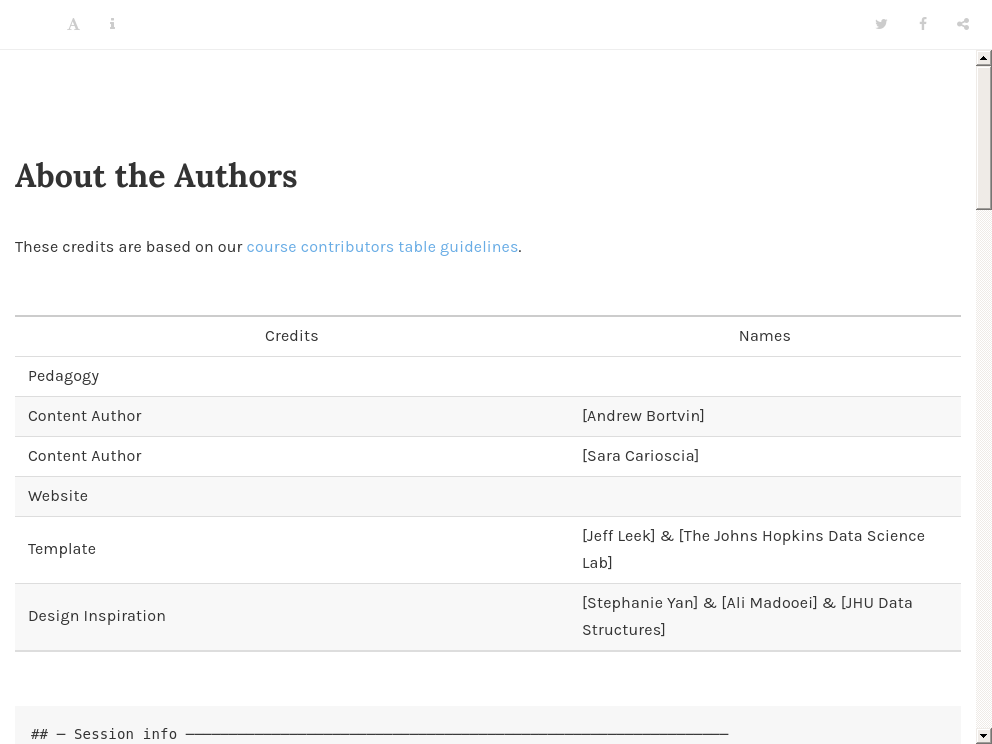 About the Authors
These credits are based on our course contributors table guidelines.
Credits Names
Pedagogy
Content Author [Andrew Bortvin]
Content Author [Sara Carioscia]
Website
Template [Jeff Leek] & [The Johns Hopkins Data Science
Lab]
Design Inspiration [Stephanie Yan] & [Ali Madooei] & [JHU Data
Structures]
## ─ Session info ───────────────────────────────────────────────────────────────